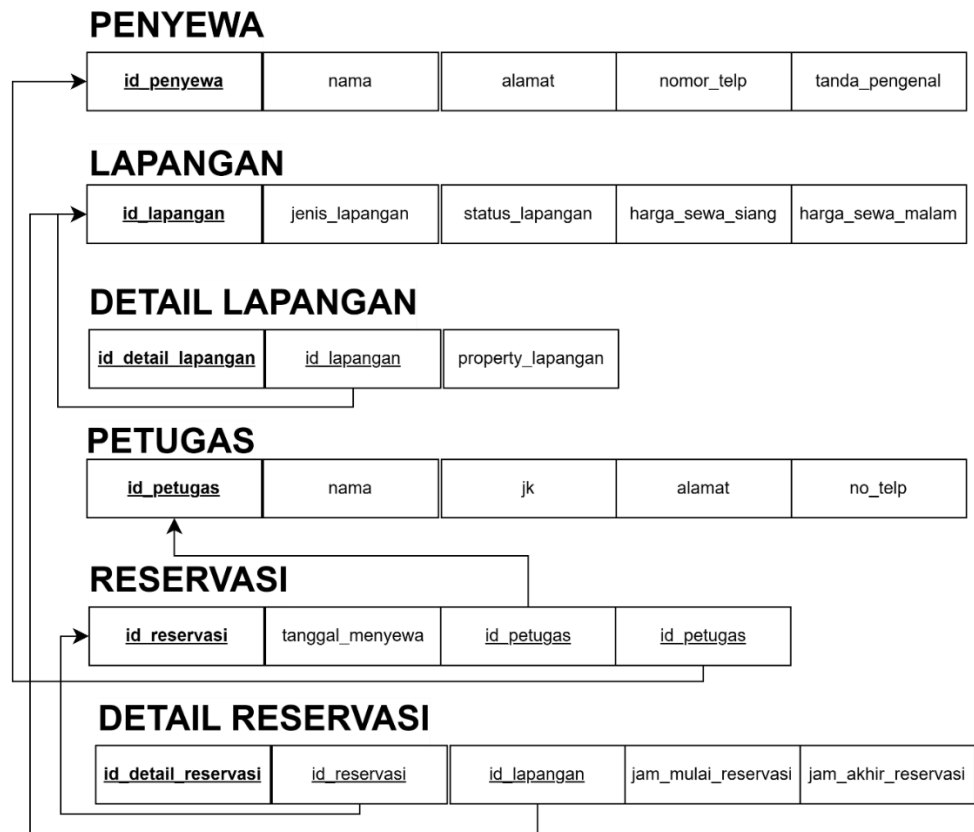 PENYEWA
id_penyewa nama alamat nomor_telp tanda_pengenal
LAPANGAN
id_lapangan jenis_lapangan status_lapangan harga_sewa_siang harga_sewa_malam
DETAIL LAPANGAN
id_detail_lapangan id_lapangan property_lapangan
PETUGAS
id_petugas nama jk alamat no_telp
RESERVASI
id_reservasi tanggal_menyewa id_petugas id_petugas
DETAIL RESERVASI
id_detail_reservasi id_reservasi id_lapangan jam_mulai_reservasi jam_akhir_reservasi